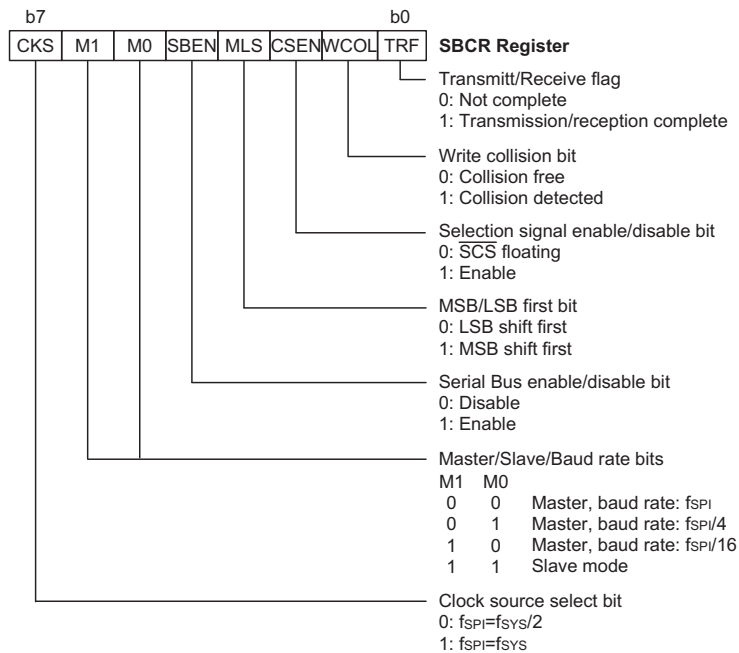 b7 b0
CKS M1 M0 SBEN MLS CSEN WCOL TRF SBCR Register
Transmitt/Receive flag
0: Not complete
1: Transmission/reception complete
Write collision bit
0: Collision free
1: Collision detected
Selection signal enable/disable bit
0: SCS floating
1: Enable
MSB/LSB first bit
0: LSB shift first
1: MSB shift first
Serial Bus enable/disable bit
0: Disable
1: Enable
Master/Slave/Baud rate bits
M1 M0
0 0 Master, baud rate: fSPI
0 1 Master, baud rate: fSPI/4
1 0 Master, baud rate: fSPI/16
1 1 Slave mode
Clock source select bit
0: fSPI=fSYS/2
1: fSPI=fSYS